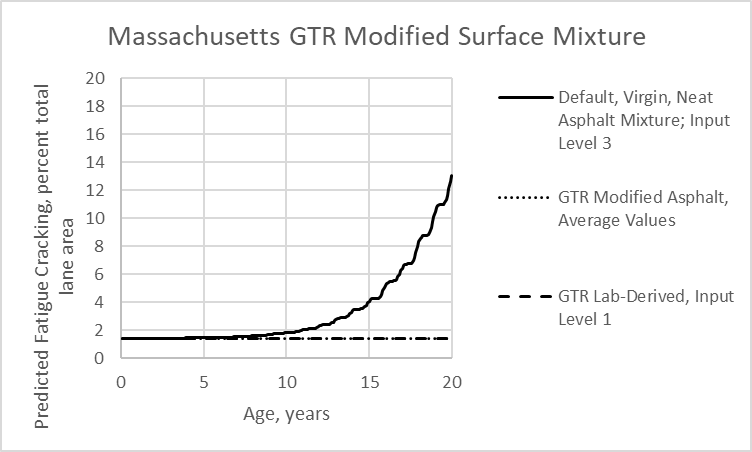 Massachusetts GTR Modified Surface Mixture
Predicted Fatigue Cracking, percent total
lane area
20
18
16
14
12
10
8
6
4
2
0
0 5 10 15 20
Age, years
Default, Virgin, Neat
Asphalt Mixture; Input
Level 3
GTR Modified Asphalt,
Average Values
GTR Lab-Derived, Input
Level 1